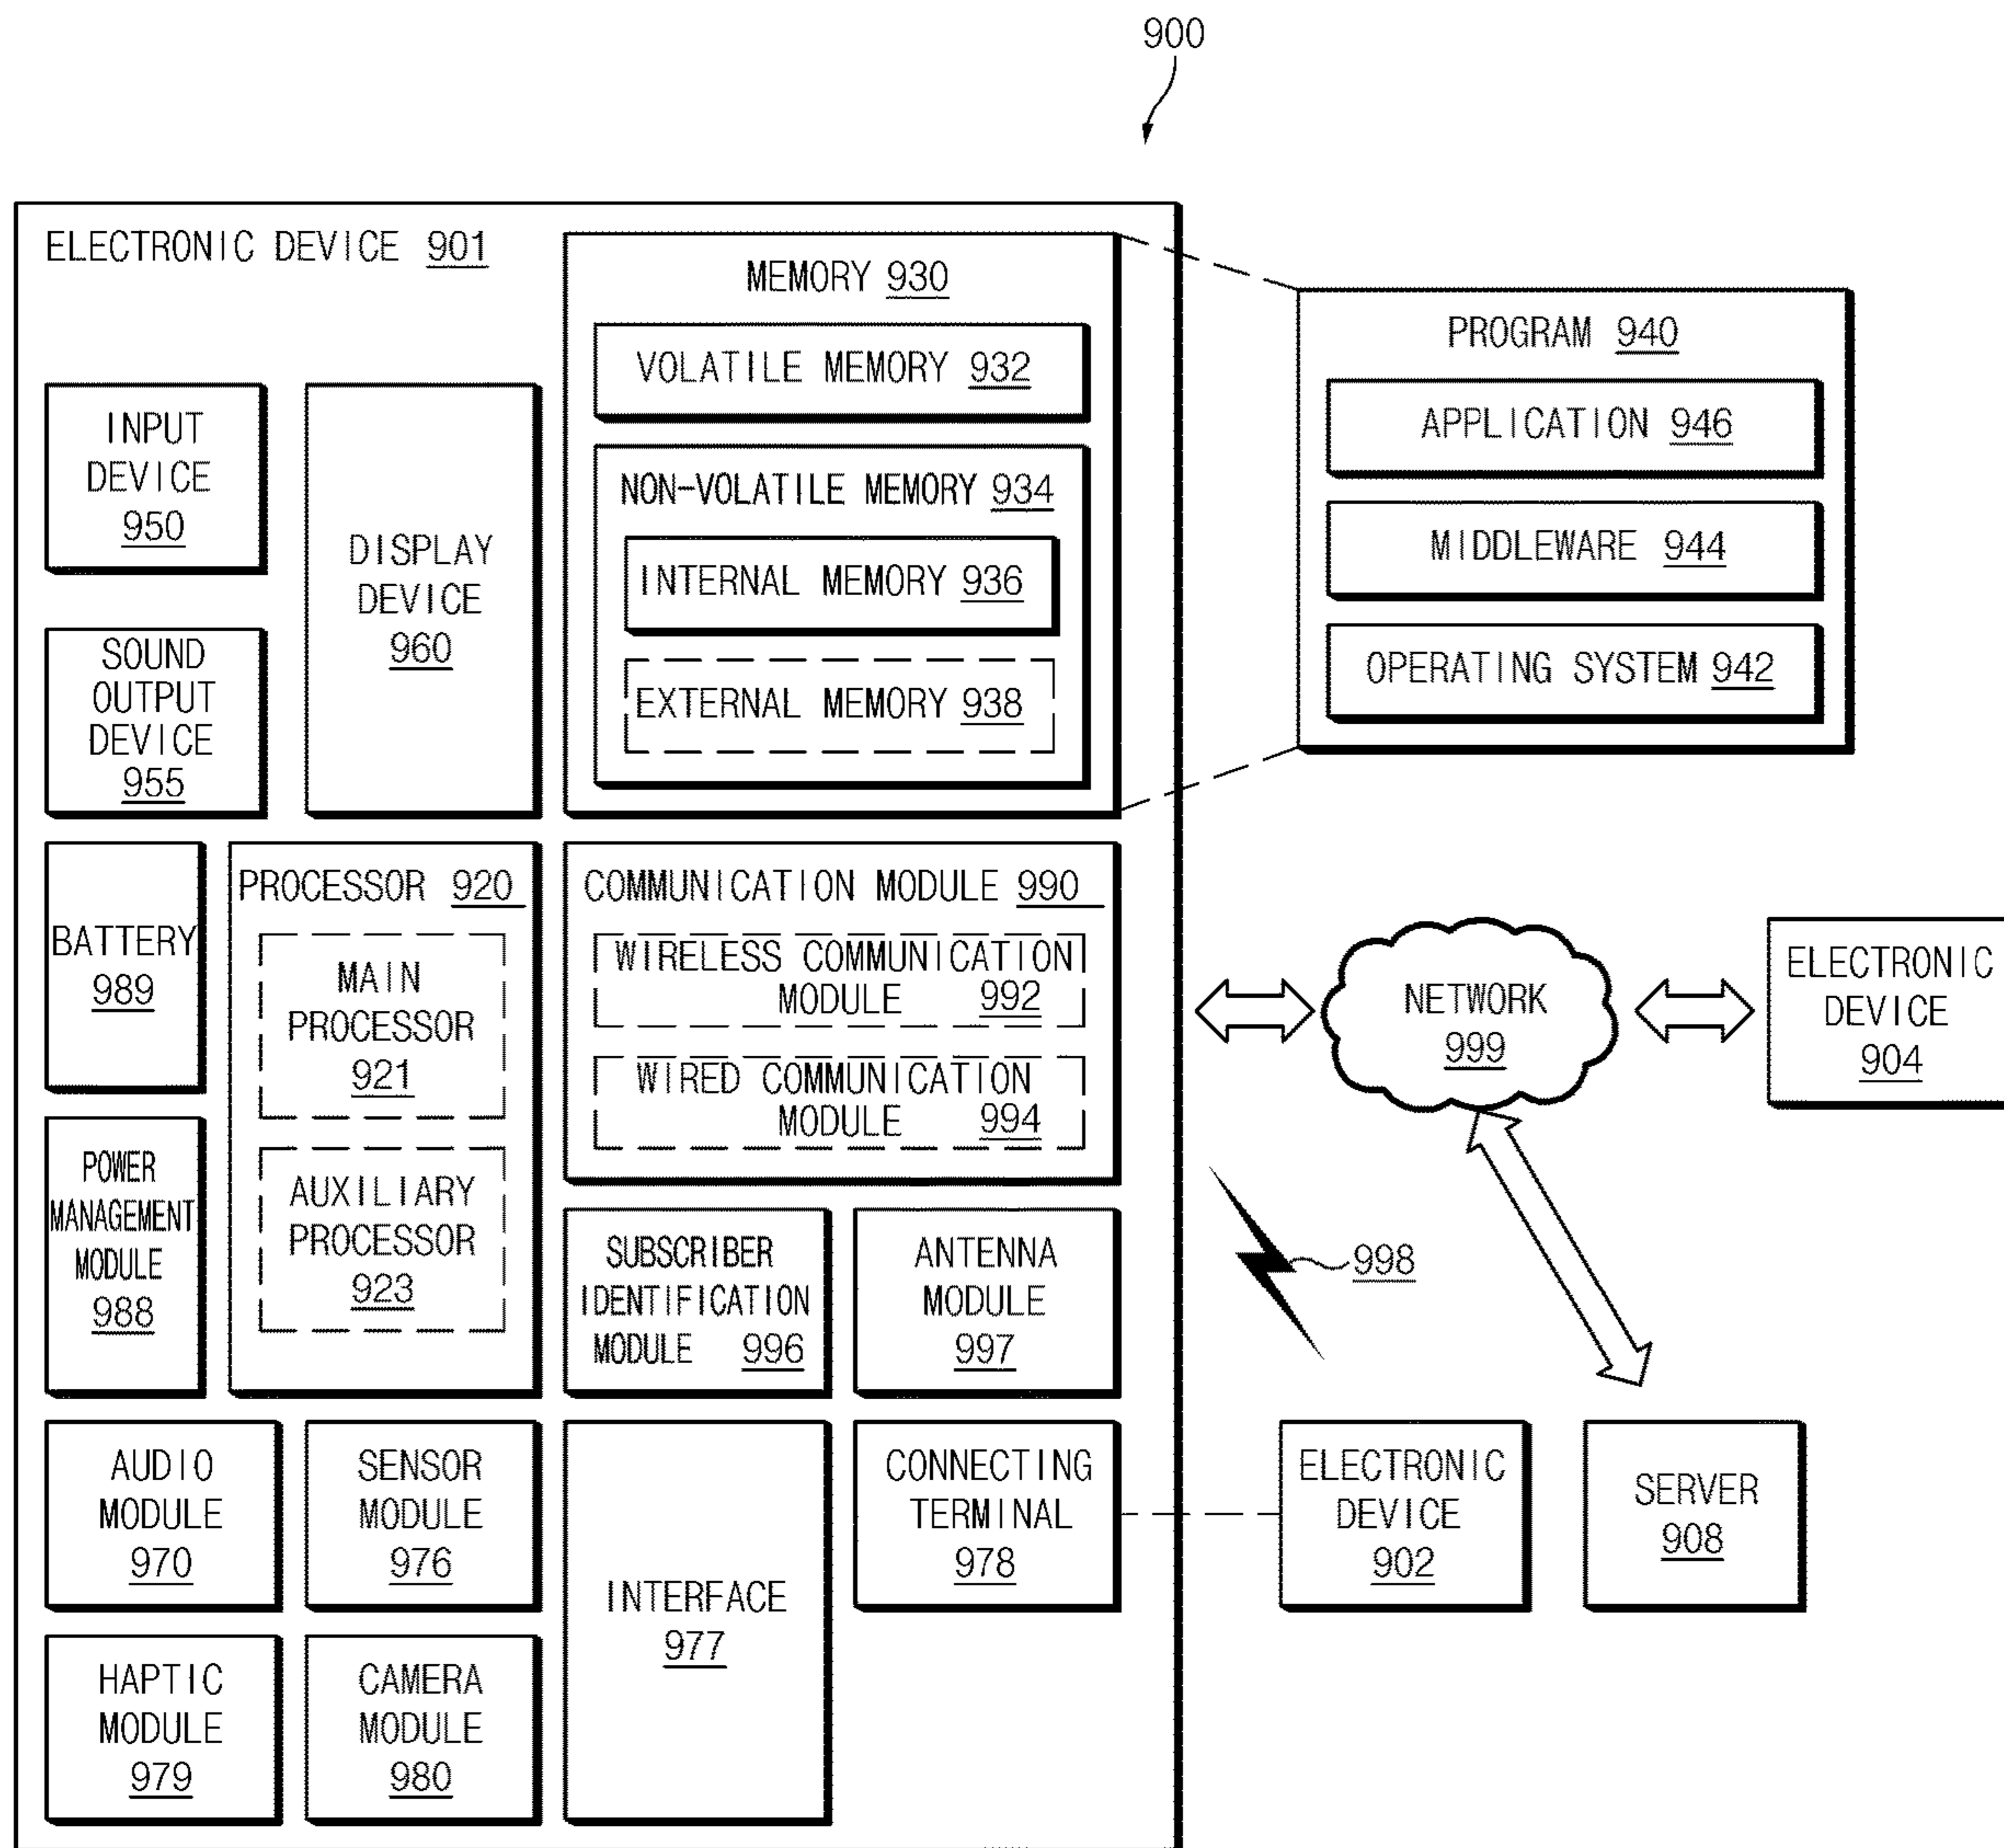 900
ELECTRONIC DEVICE 901
MEMORY 930
VOLATILE MEMORY 932
NON-VOLATILE MEMORY 934
INTERNAL MEMORY 936
EXTERNAL MEMORY 938
PROGRAM 940
APPLICATION 946
MIDDLEWARE 944
OPERATING SYSTEM 942
INPUT
DEVICE
950
SOUND
OUTPUT
DEVICE
955
DISPLAY
DEVICE
960
BATTERY
989
POWER
MANAGEMENT
MODULE
988
PROCESSOR 920
MAIN
PROCESSOR
921
AUXILIARY
PROCESSOR
923
COMMUNICATION MODULE 990
WIRELESS COMMUNICATION
MODULE 992
WIRED COMMUNICATION
MODULE 994
SUBSCRIBER
IDENTIFICATION
MODULE 996
ANTENNA
MODULE
997
NETWORK
999
ELECTRONIC
DEVICE
904
998
AUDIO
MODULE
970
SENSOR
MODULE
976
INTERFACE
977
CONNECTING
TERMINAL
978
ELECTRONIC
DEVICE
902
SERVER
908
HAPTIC
MODULE
979
CAMERA
MODULE
980